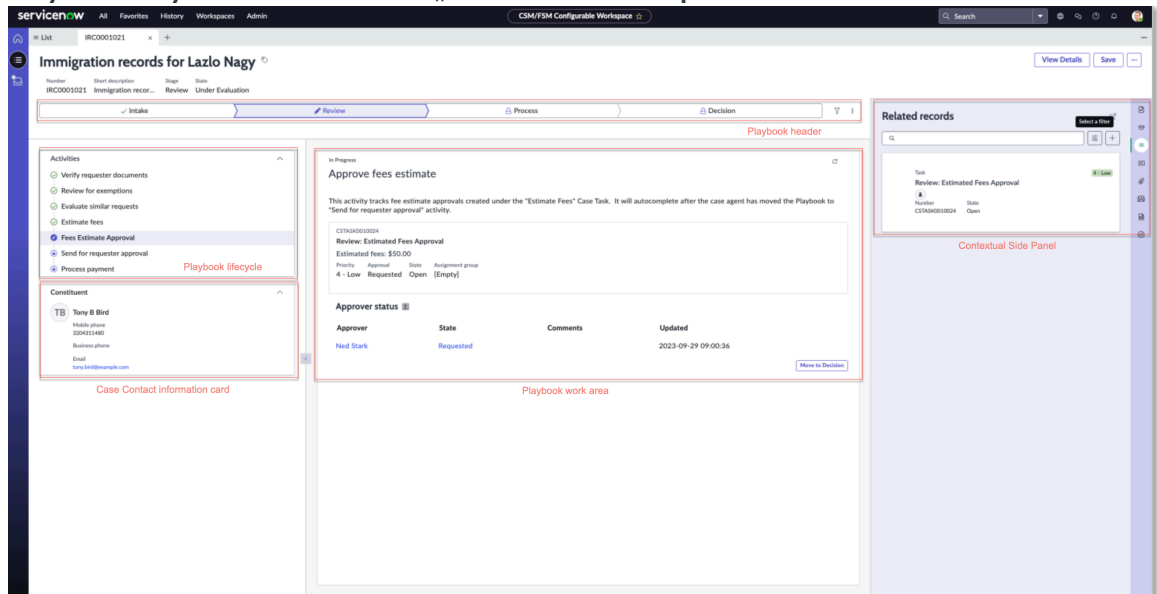 servicenow All Favorites History Workspaces Admin CSM/FSM Configurable Workspace Search
List IRC0001021 × +
Immigration records for Lazlo Nagy View Details Save
Number Short description Stage State
IRC0001021 Immigration recor... Review Under Evaluation
Intake Review Process Decision
Playbook header
Related records
Select a filter
Activities
Verify requester documents
Review for exemptions
Evaluate similar requests
Estimate fees
Fees Estimate Approval
Send for requester approval
Process payment
Playbook lifecycle
Constituent
TB Tony B Bird
Mobile phone
3204311480
Business phone
Email
tony.bird@example.com
Case Contact information card
In Progress
Approve fees estimate
This activity tracks fee estimate approvals created under the "Estimate Fees" Case Task. It will autocomplete after the case agent has moved the Playbook to
"Send for requester approval" activity.
CSTASK0010024
Review: Estimated Fees Approval
Estimated fees: $50.00
Priority Approval State Assignment group
4 - Low Requested Open [Empty]
Approver status 1
Approver State Comments Updated
Ned Stark Requested 2023-09-29 09:00:36
Move to Decision
Playbook work area
Task 4 - Low
Review: Estimated Fees Approval
Number State
CSTASK0010024 Open
Contextual Side Panel